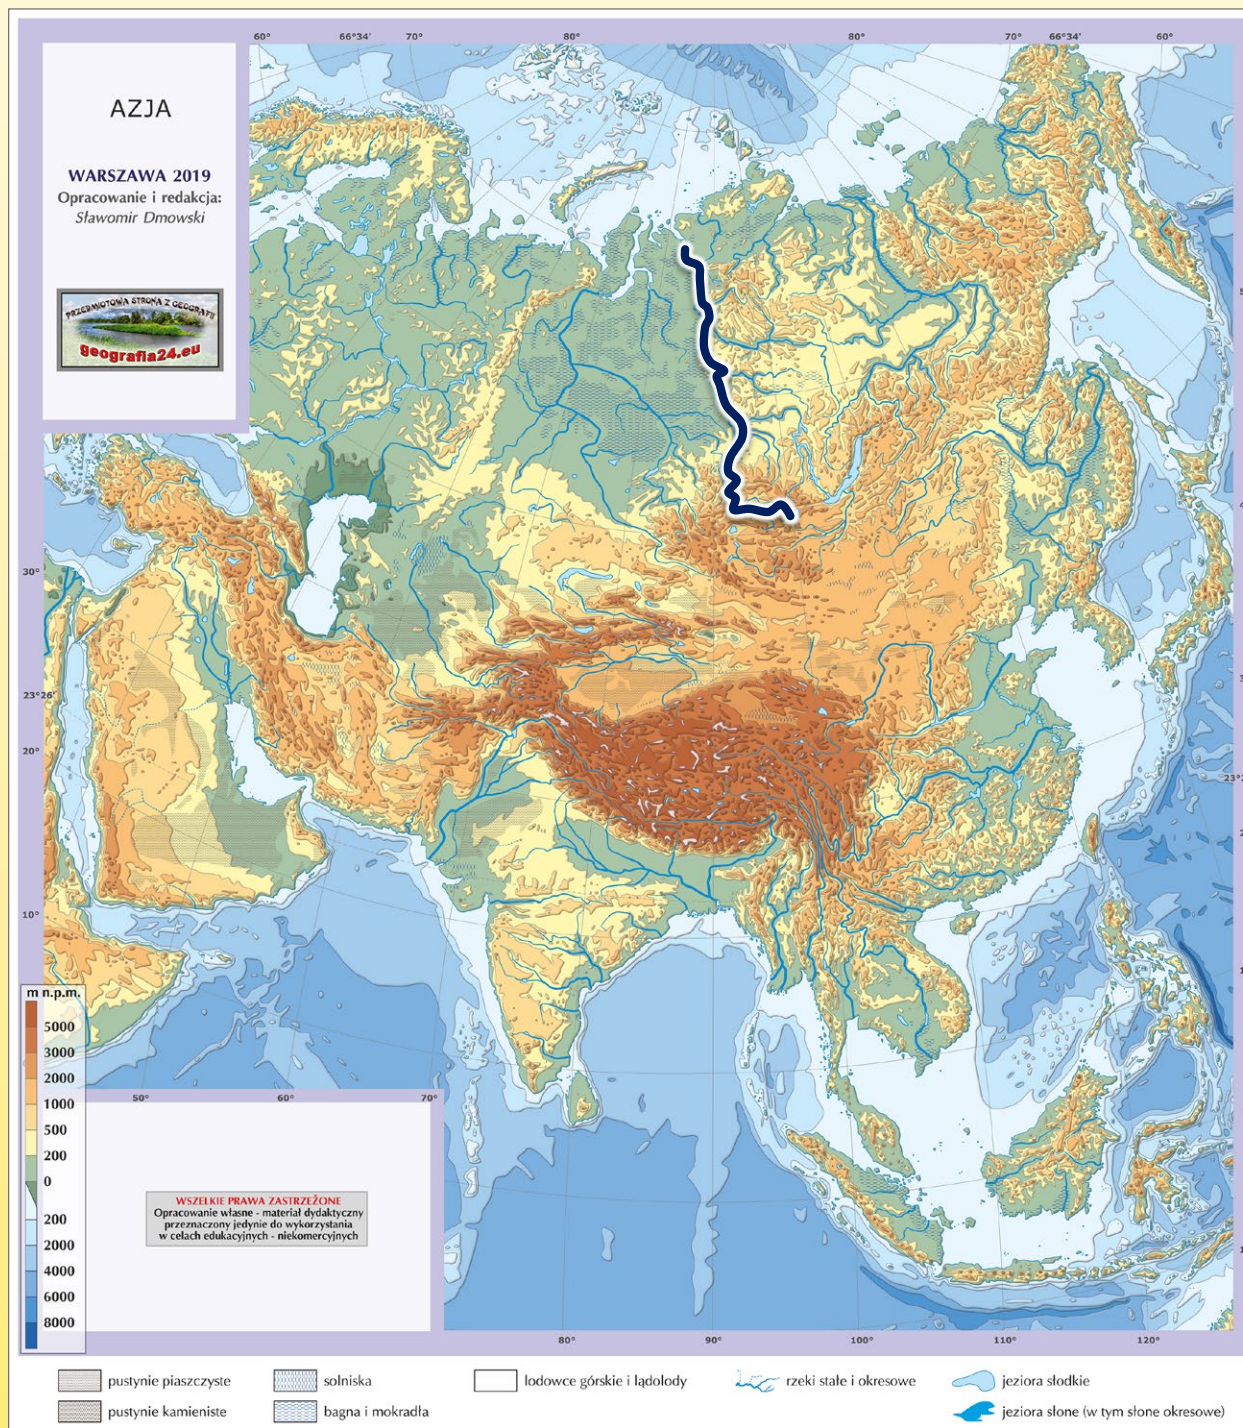 60° 66°34' 70° 80° 80° 70° 66°34' 60°
AZJA
WARSZAWA 2019
Opracowanie i redakcja:
Sławomir Dmowski
PRZEDMIOTOWA STRONA Z GEOGRAFII
geografia24.eu
30°
23°26'
20°
10°
m n.p.m.
5000
3000
2000
1000
500
200
0
200
2000
4000
6000
8000
50° 60° 70°
WSZELKIE PRAWA ZASTRZEŻONE
Opracowanie własne - materiał dydaktyczny
przeznaczony jedynie do wykorzystania
w celach edukacyjnych - niekomercyjnych
80° 90° 100° 110° 120°
pustynie piaszczyste solniska lodowce górskie i lądolody rzeki stałe i okresowe jeziora słodkie
pustynie kamieniste bagna i mokradła jeziora słone (w tym słone okresowe)